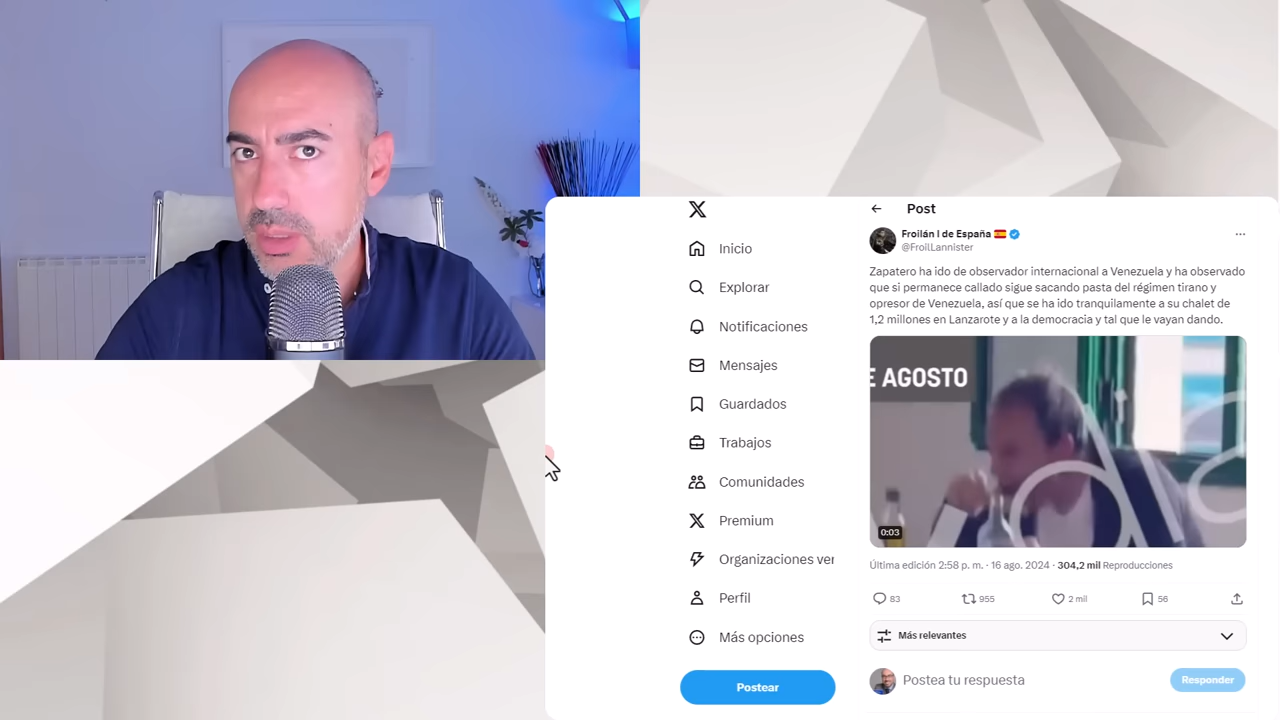 Inicio
Explorar
Notificaciones
Mensajes
Guardados
Trabajos
Comunidades
Premium
Organizaciones ver
Perfil
Más opciones
Postear
Post
Froilán I de España
@FroilLannister
Zapatero ha ido de observador internacional a Venezuela y ha observado
que si permanece callado sigue sacando pasta del régimen tirano y
opresor de Venezuela, así que se ha ido tranquilamente a su chalet de
1,2 millones en Lanzarote y a la democracia y tal que le vayan dando.
E AGOSTO
d
0:03
Última edición 2:58 p. m. · 16 ago. 2024 · 304,2 mil Reproducciones
83 955 2 mil 56
Más relevantes
Postea tu respuesta
Responder